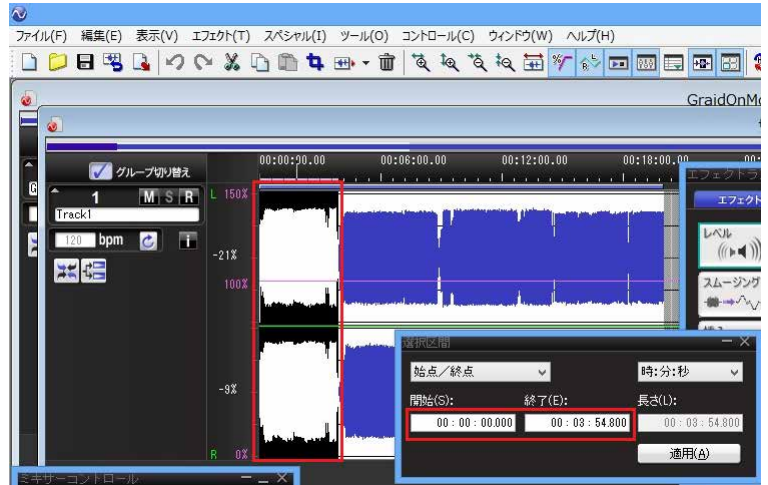 ファイル(F) 編集(E) 表示(V) エフェクト(T) スペシャル(I) ツール(O) コントロール(C) ウィンドウ(W) ヘルプ(H)
GraidOnMo
グループ切り替え
00:00:00.00 00:06:00.00 00:12:00.00 00:18:00.00
1 M S R
Track1
120 bpm
L 150%
-21%
100%
-9%
R 0%
エフェクト
レベル
スムージング
選択区間
始点／終点
時:分:秒
開始(S): 終了(E): 長さ(L):
00 : 00 : 00.000 00 : 03 : 54.800 00 : 03 : 54.800
適用(A)
ミキサーコントロール